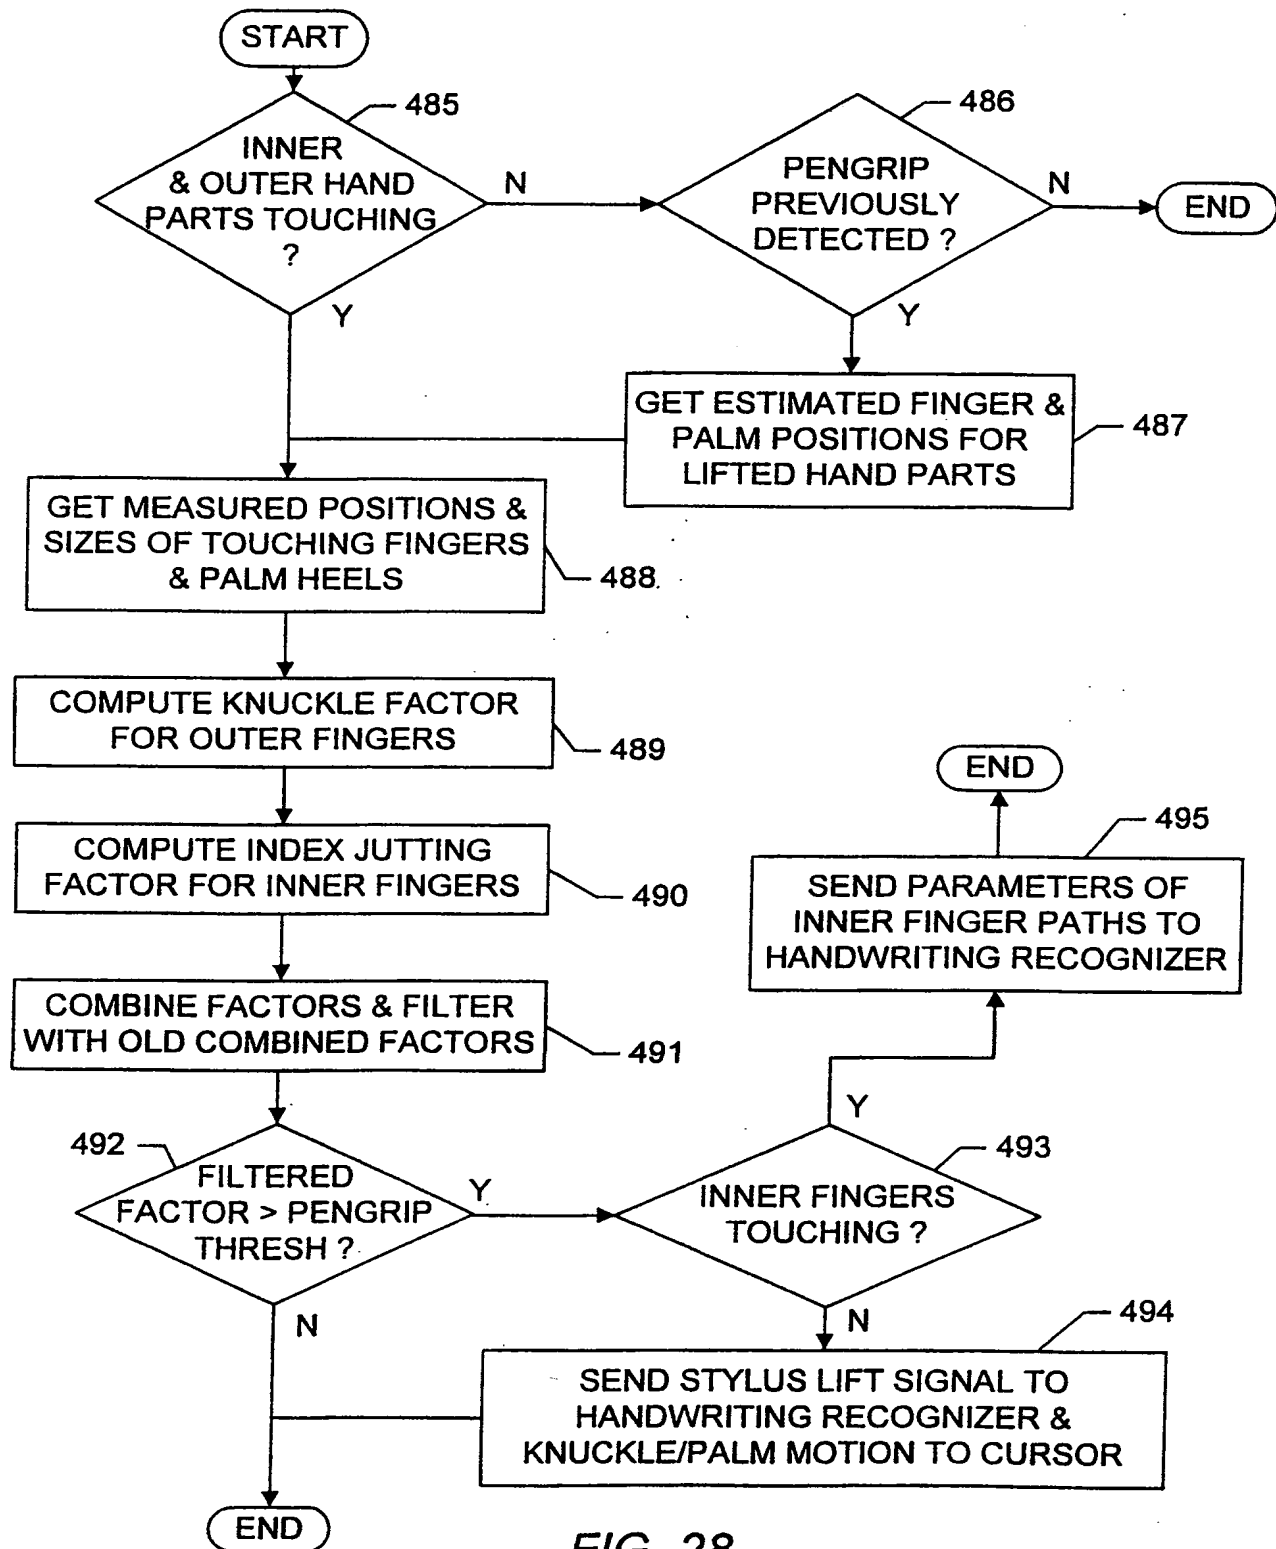 START
485
INNER
& OUTER HAND
PARTS TOUCHING
?
N
Y
486
PENGRIP
PREVIOUSLY
DETECTED ?
N
END
Y
GET ESTIMATED FINGER &
PALM POSITIONS FOR
LIFTED HAND PARTS
487
GET MEASURED POSITIONS &
SIZES OF TOUCHING FINGERS
& PALM HEELS
488
COMPUTE KNUCKLE FACTOR
FOR OUTER FINGERS
489
COMPUTE INDEX JUTTING
FACTOR FOR INNER FINGERS
490
COMBINE FACTORS & FILTER
WITH OLD COMBINED FACTORS
491
492
FILTERED
FACTOR > PENGRIP
THRESH ?
Y
N
493
INNER FINGERS
TOUCHING ?
Y
N
END
495
SEND PARAMETERS OF
INNER FINGER PATHS TO
HANDWRITING RECOGNIZER
494
SEND STYLUS LIFT SIGNAL TO
HANDWRITING RECOGNIZER &
KNUCKLE/PALM MOTION TO CURSOR
END
FIG. 28